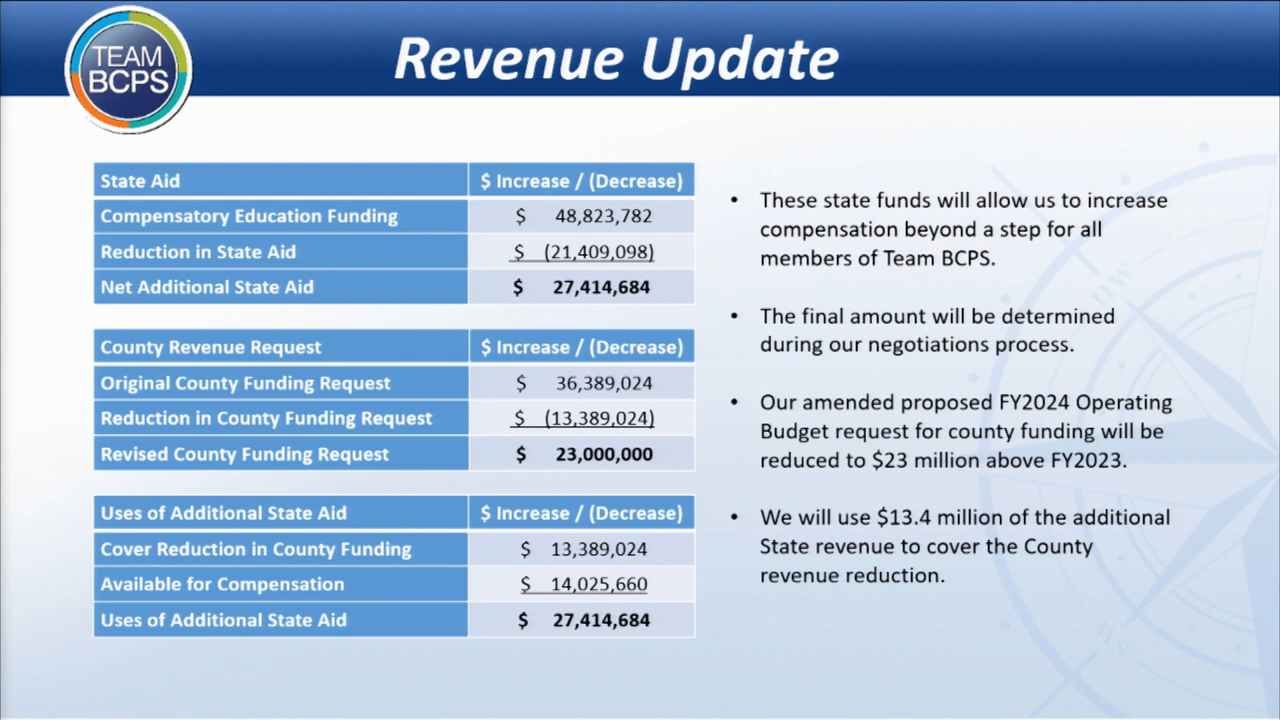 TEAM
BCPS
Revenue Update
State Aid $ Increase / (Decrease)
Compensatory Education Funding $ 48,823,782
Reduction in State Aid $ (21,409,098)
Net Additional State Aid $ 27,414,684
County Revenue Request $ Increase / (Decrease)
Original County Funding Request $ 36,389,024
Reduction in County Funding Request $ (13,389,024)
Revised County Funding Request $ 23,000,000
Uses of Additional State Aid $ Increase / (Decrease)
Cover Reduction in County Funding $ 13,389,024
Available for Compensation $ 14,025,660
Uses of Additional State Aid $ 27,414,684
• These state funds will allow us to increase
compensation beyond a step for all
members of Team BCPS.
• The final amount will be determined
during our negotiations process.
• Our amended proposed FY2024 Operating
Budget request for county funding will be
reduced to $23 million above FY2023.
• We will use $13.4 million of the additional
State revenue to cover the County
revenue reduction.
NW